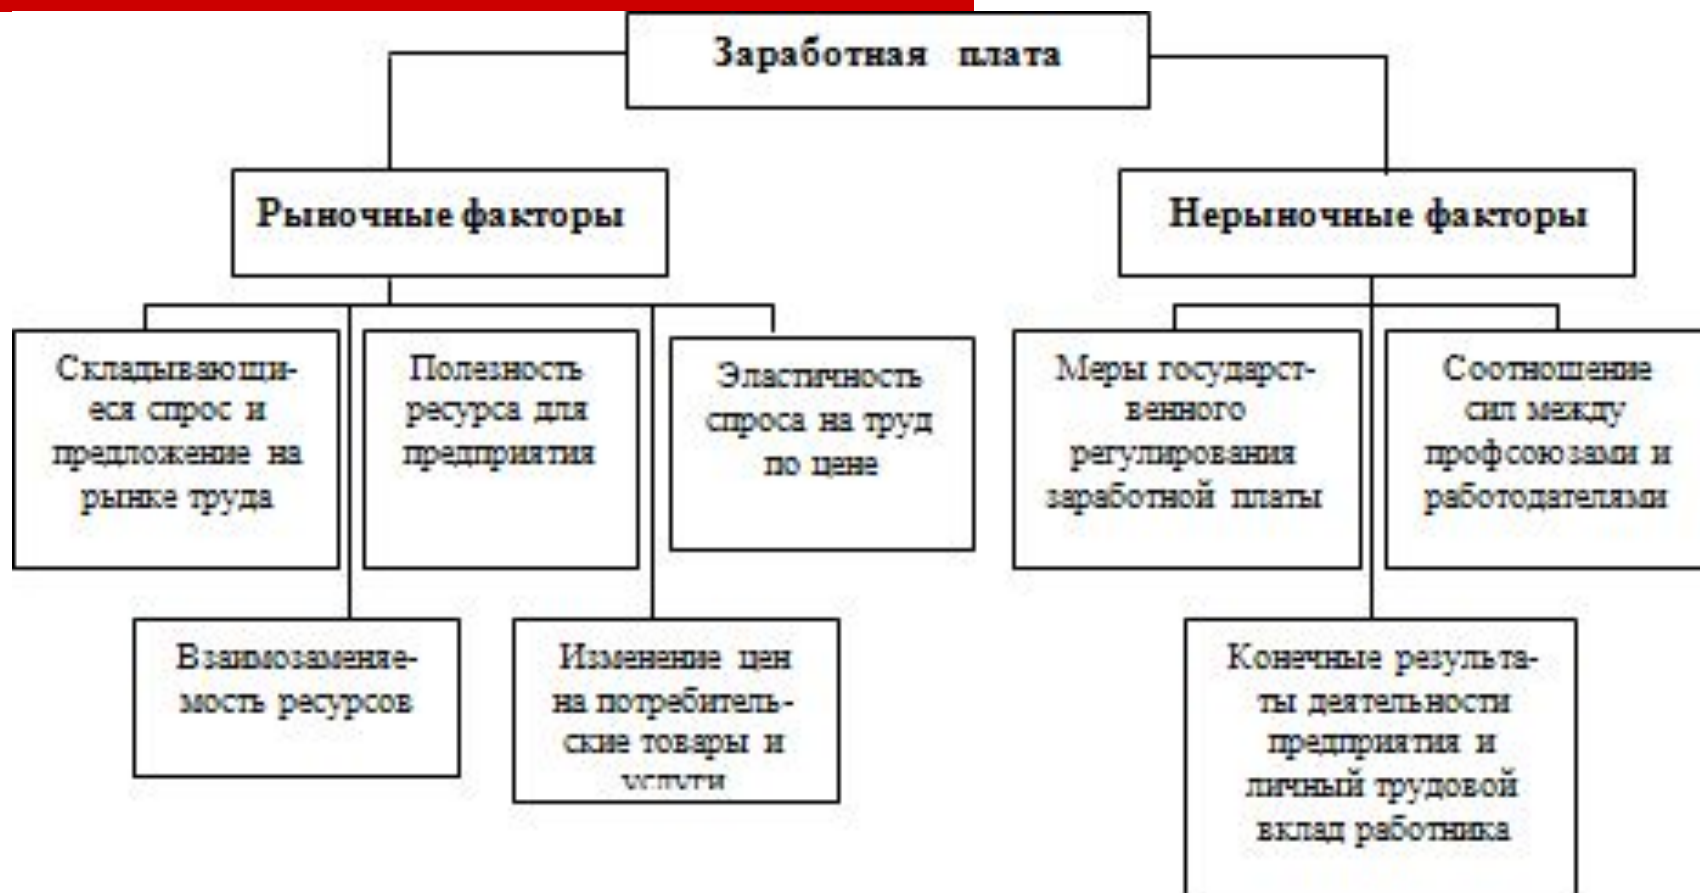 Заработная плата
Рыночные факторы
Нерыночные факторы
Складывающи-
еся спрос и
предложение на
рынке труда
Полезность
ресурса для
предприятия
Эластичность
спроса на труд
по цене
Меры государст-
венного
регулирования
заработной платы
Соотношение
сил между
профсоюзами и
работодателями
Взаимозаменяе-
мость ресурсов
Изменение цен
на потребитель-
ские товары и
услуги
Конечные результа-
ты деятельности
предприятия и
личный трудовой
вклад работника